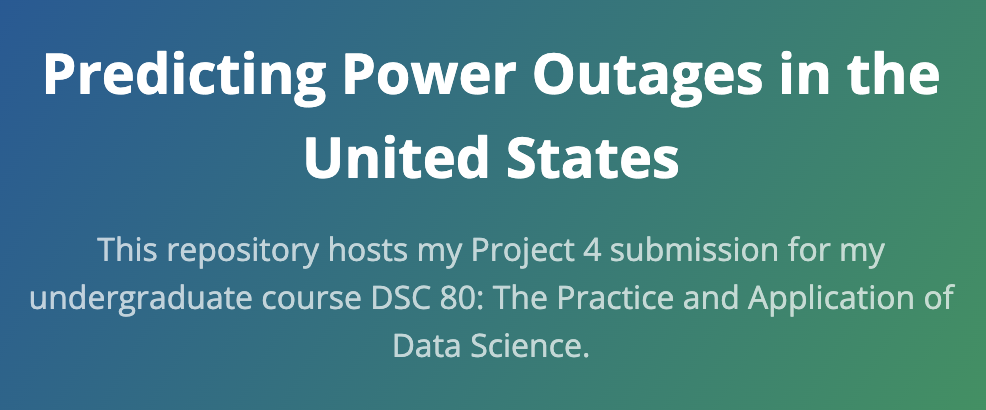 Predicting Power Outages in the
United States
This repository hosts my Project 4 submission for my
undergraduate course DSC 80: The Practice and Application of
Data Science.